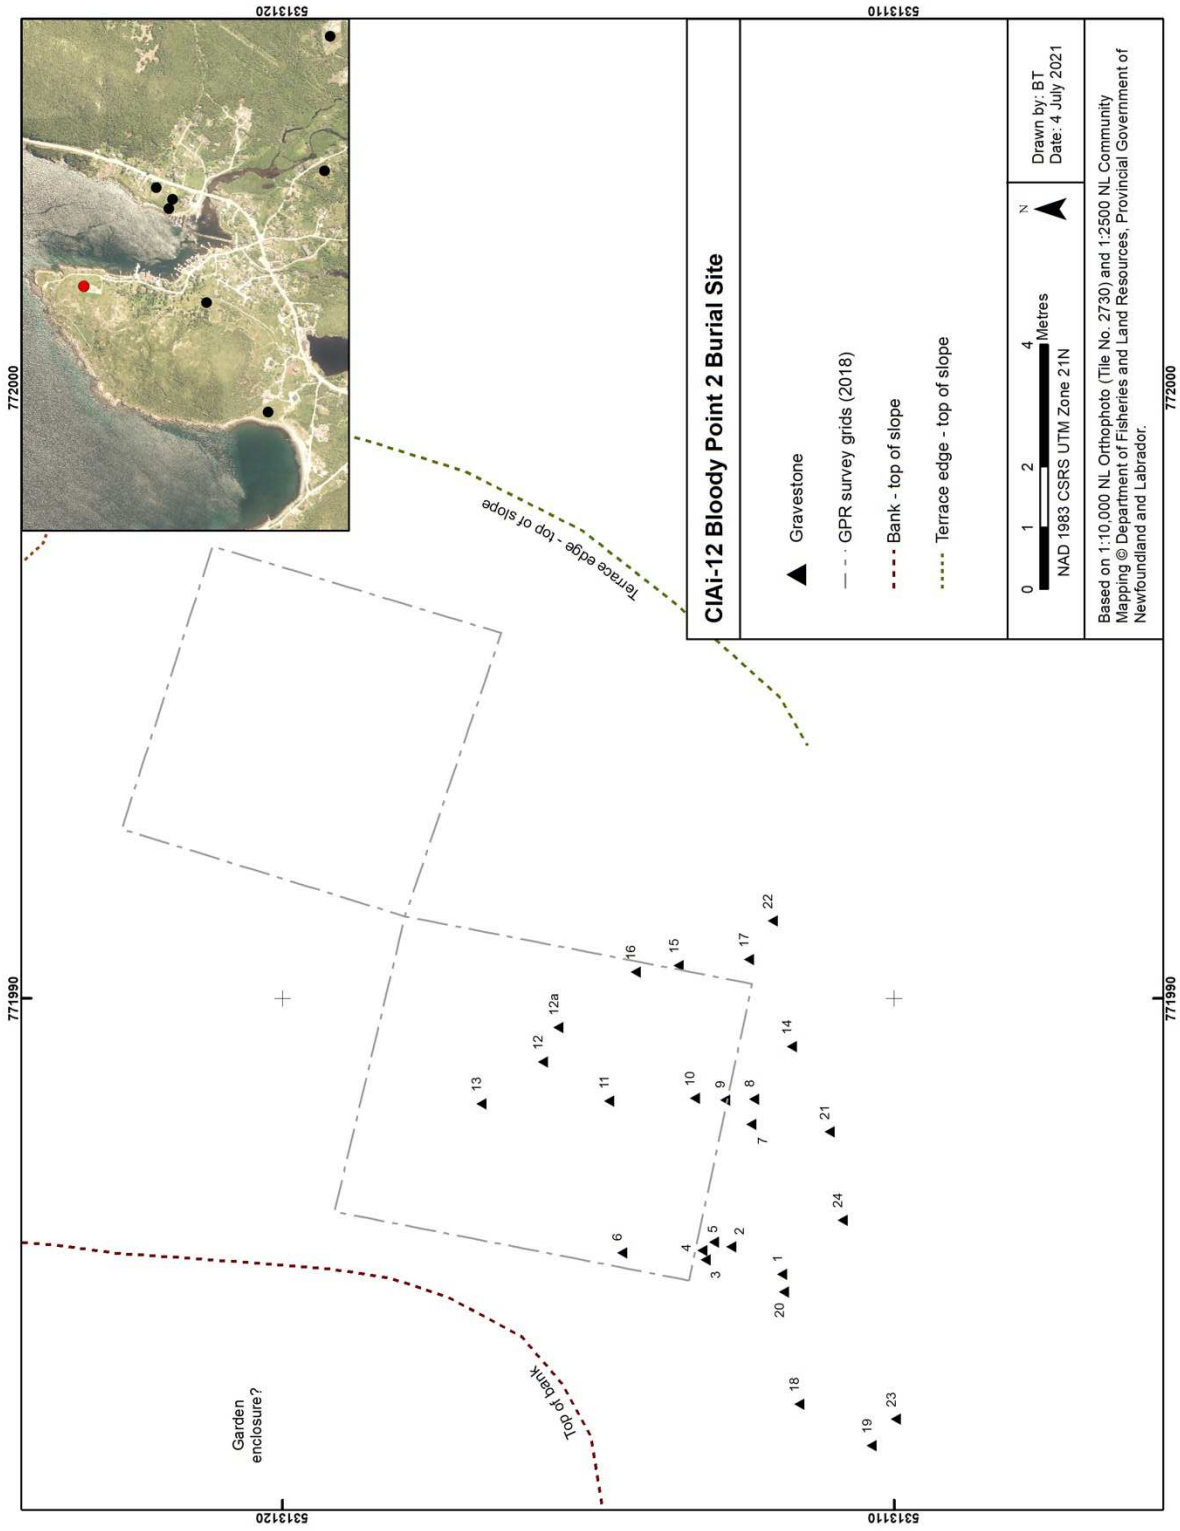 772000
771990
5313120
5313110
Garden
enclosure?
Top of bank
Terrace edge - top of slope
13
12
12a
16
15
17
22
11
10
9
8
7
14
21
24
6
4
5
3
2
1
20
18
19
23
CIAi-12 Bloody Point 2 Burial Site
Gravestone
GPR survey grids (2018)
Bank - top of slope
Terrace edge - top of slope
0 1 2 4
Metres
NAD 1983 CSRS UTM Zone 21N
N
Drawn by: BT
Date: 4 July 2021
Based on 1:10,000 NL Orthophoto (Tile No. 2730) and 1:2500 NL Community
Mapping © Department of Fisheries and Land Resources, Provincial Government of
Newfoundland and Labrador.
5313120
5313110
771990
772000